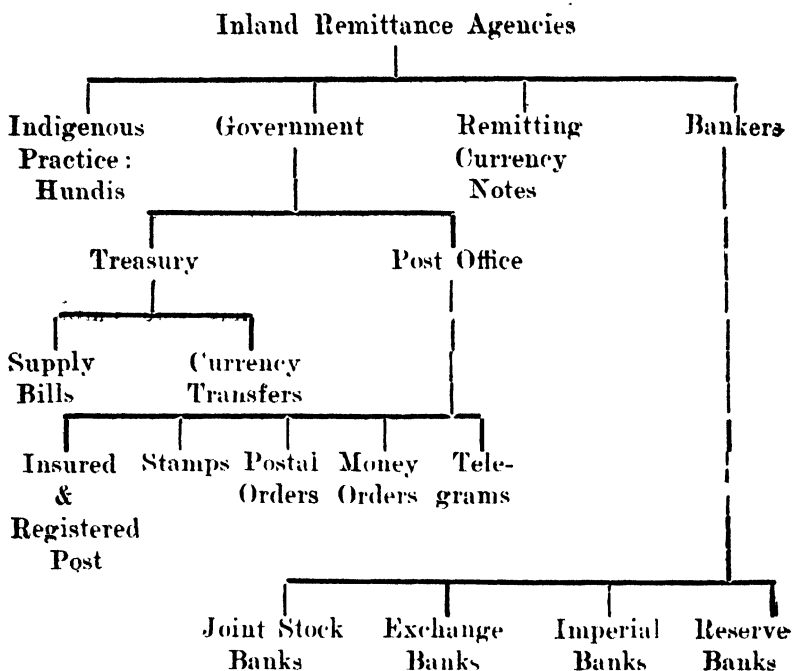 Inland Remittance Agencies
Indigenous Government Remitting Bankers
Practice: Currency
Hundis Notes
Treasury Post Office
Supply Currency
Bills Transfers
Insured Stamps Postal Money Tele-
& Orders Orders grams
Registered
Post
Joint Stock Exchange Imperial Reserve
Banks Banks Banks Banks